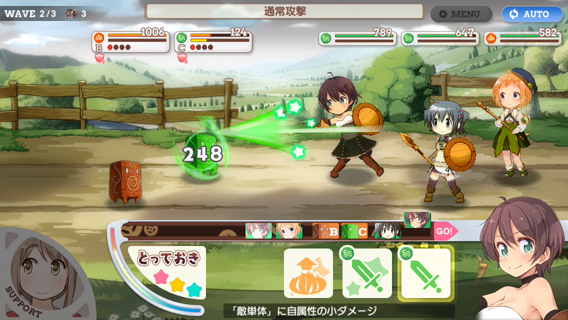 WAVE 2/3 3
通常攻撃
MENU
AUTO
1006
B
124
C
789
647
582
248
B
C
GO!
とっておき
SUPPORT
「敵単体」に自属性の小ダメージ